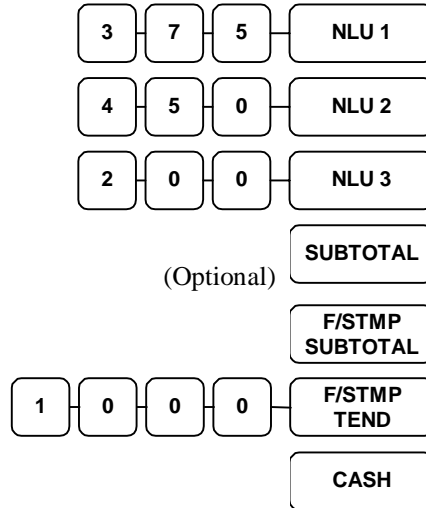 3 7 5 NLU 1
4 5 0 NLU 2
2 0 0 NLU 3
SUBTOTAL
(Optional)
F/STMP
SUBTOTAL
1 0 0 0 F/STMP
TEND
CASH